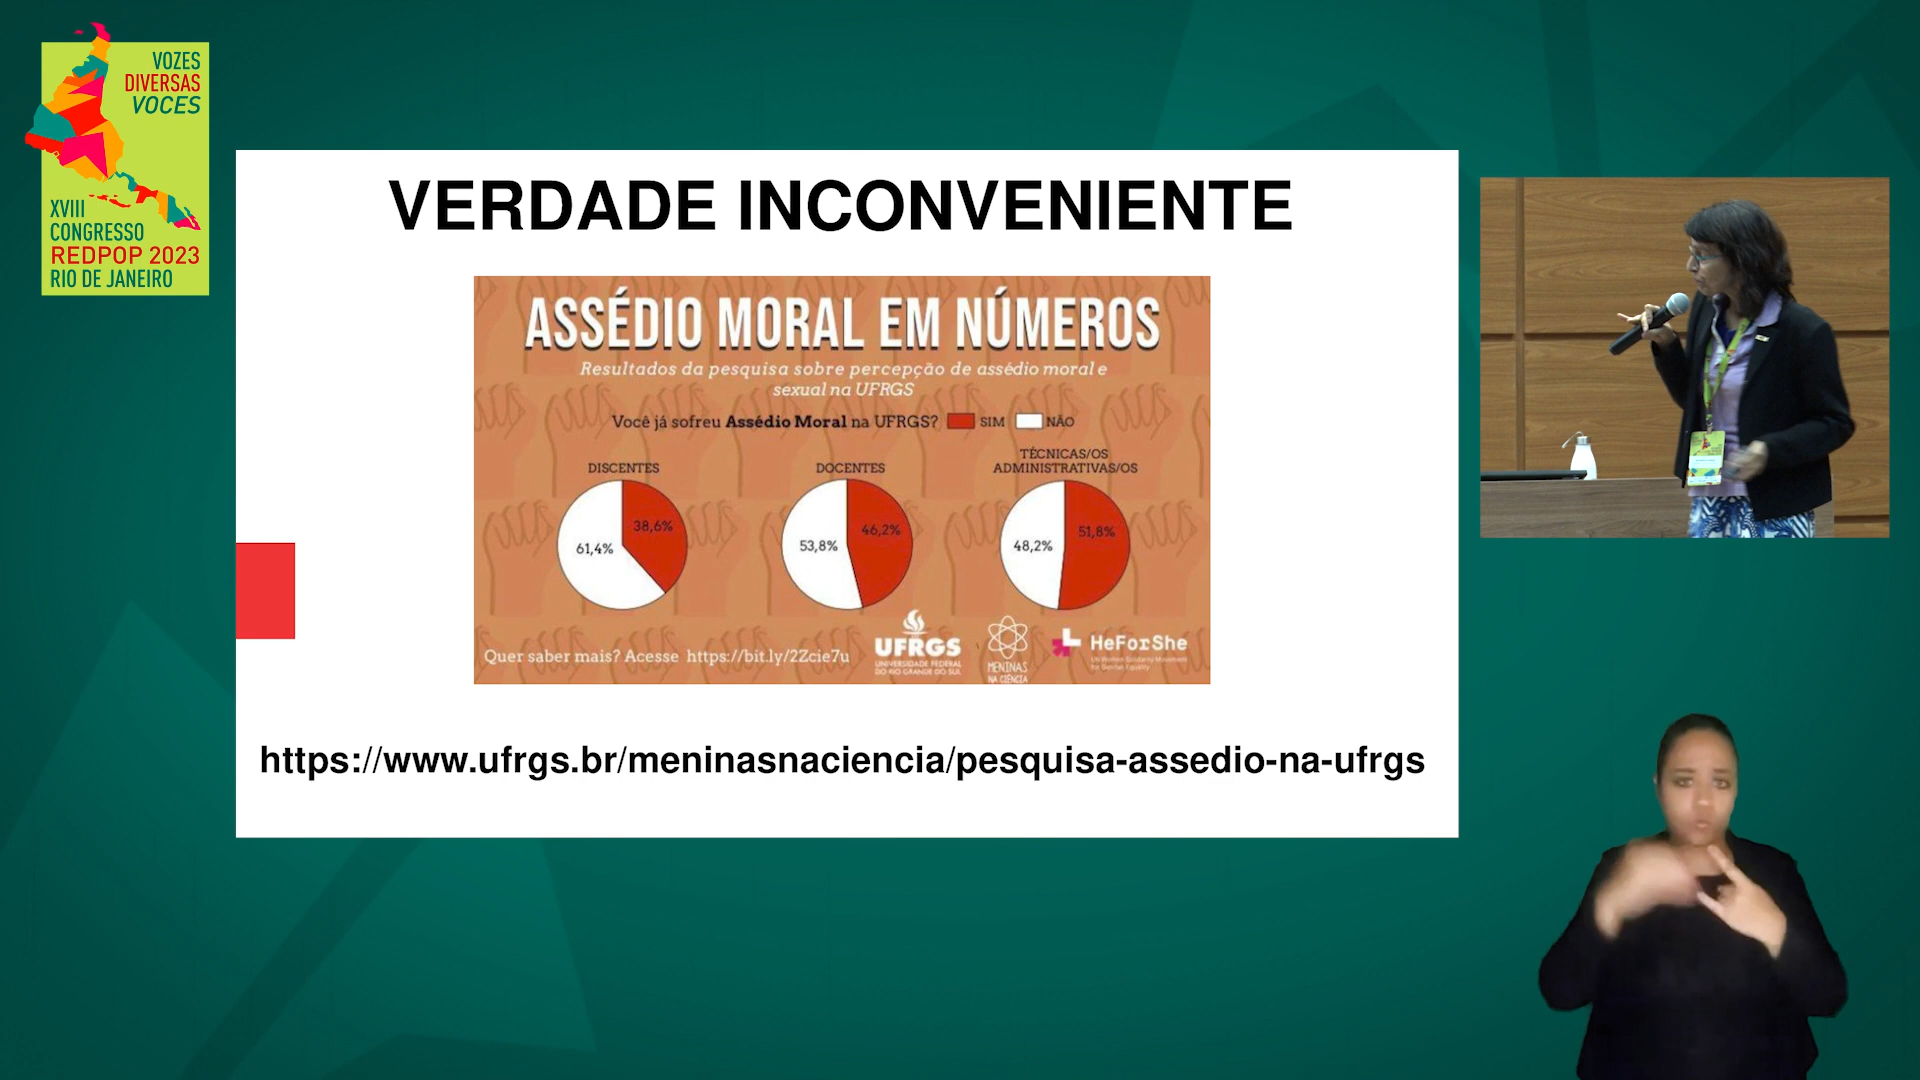 VOZES
DIVERSAS
VOCES
XVIII
CONGRESSO
REDPOP 2023
RIO DE JANEIRO
VERDADE INCONVENIENTE
ASSÉDIO MORAL EM NÚMEROS
Resultados da pesquisa sobre percepção de assédio moral e
sexual na UFRGS
Você já sofreu Assédio Moral na UFRGS? SIM NÃO
DISCENTES
61,4% 38,6%
DOCENTES
53,8% 46,2%
TÉCNICAS/OS
ADMINISTRATIVAS/OS
48,2% 51,8%
Quer saber mais? Acesse https://bit.ly/2Zcie7u
UFRGS
UNIVERSIDADE FEDERAL
DO RIO GRANDE DO SUL
MENINAS
NA CIÊNCIA
HeForShe
UN Women Solidarity Movement
for Gender Equality
https://www.ufrgs.br/meninasnaciencia/pesquisa-assedio-na-ufrgs